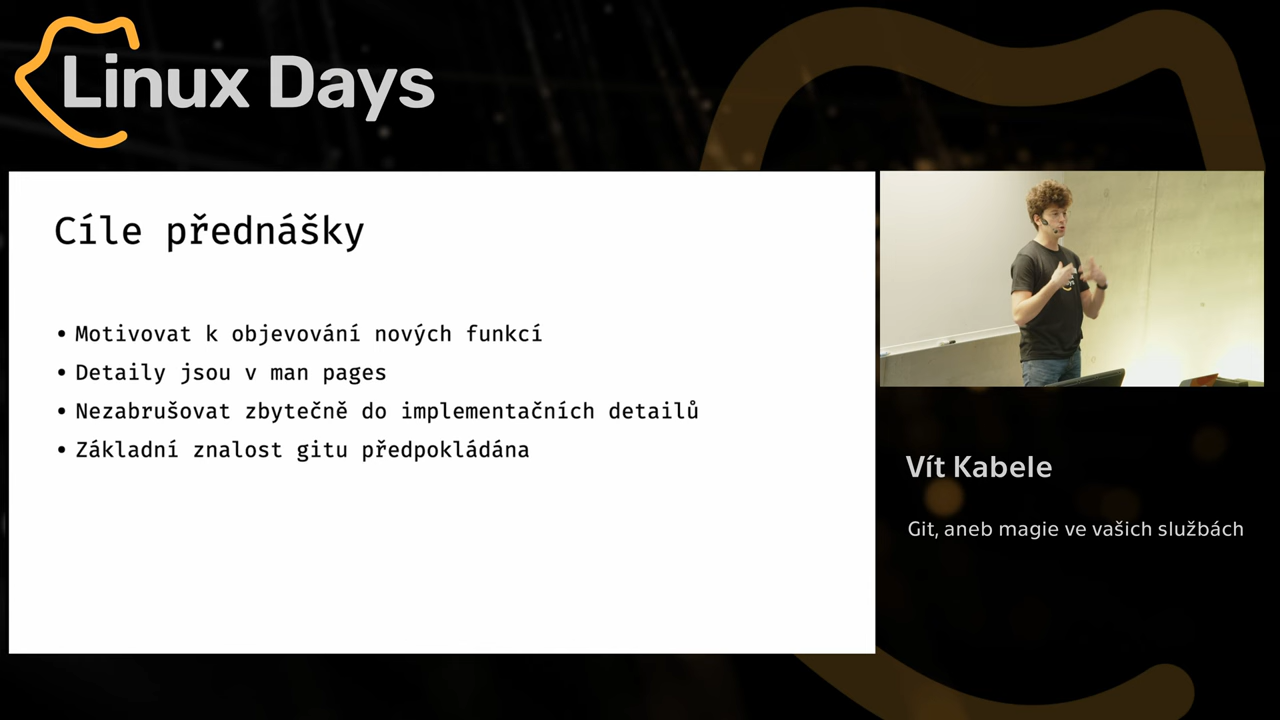 Linux Days
Cíle přednášky
• Motivovat k objevování nových funkcí
• Detaily jsou v man pages
• Nezabrušovat zbytečně do implementačních detailů
• Základní znalost gitu předpokládána
Vít Kabele
Git, aneb magie ve vašich službách